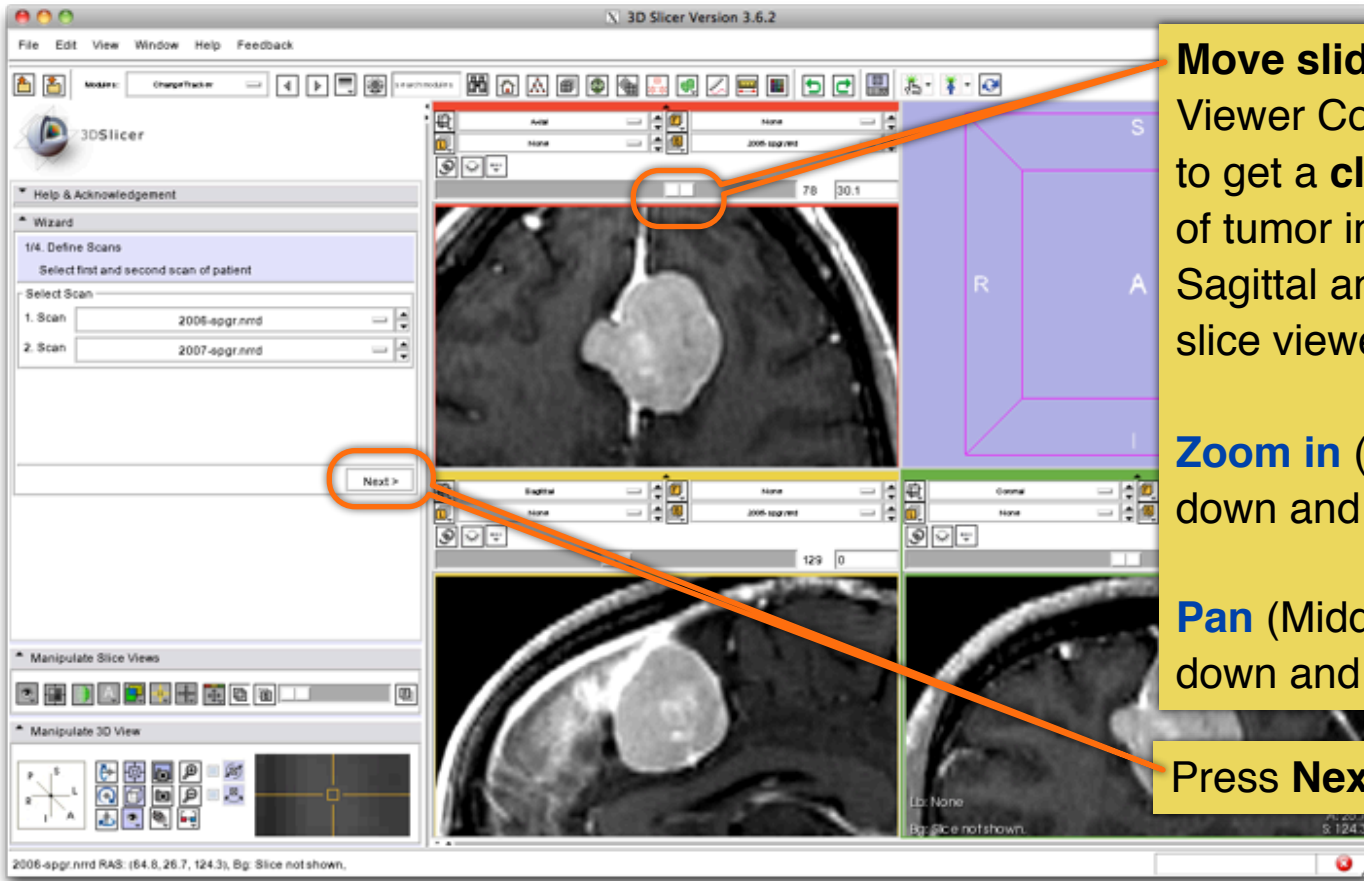 3D Slicer Version 3.6.2
File Edit View Window Help Feedback
Modules: ChangeTracker search modules
3DSlicer
Help & Acknowledgement
Wizard
1/4. Define Scans
Select first and second scan of patient
Select Scan
1. Scan 2006-spgr.nrrd
2. Scan 2007-spgr.nrrd
Next >
Manipulate Slice Views
Manipulate 3D View
P S
R L
I A
2006-spgr.nrrd RAS: (64.8, 26.7, 124.3), Bg: Slice not shown,
Axial None
None 2006-spgr.nrrd
78 30.1
S
R A
I
Sagittal None
None 2006-spgr.nrrd
129 0
Coronal None
None
Lb: None
Bg: Slice not shown.
S: 124.3
Move slid
Viewer Co
to get a cl
of tumor in
Sagittal an
slice viewe
Zoom in (
down and
Pan (Midd
down and
Press Nex